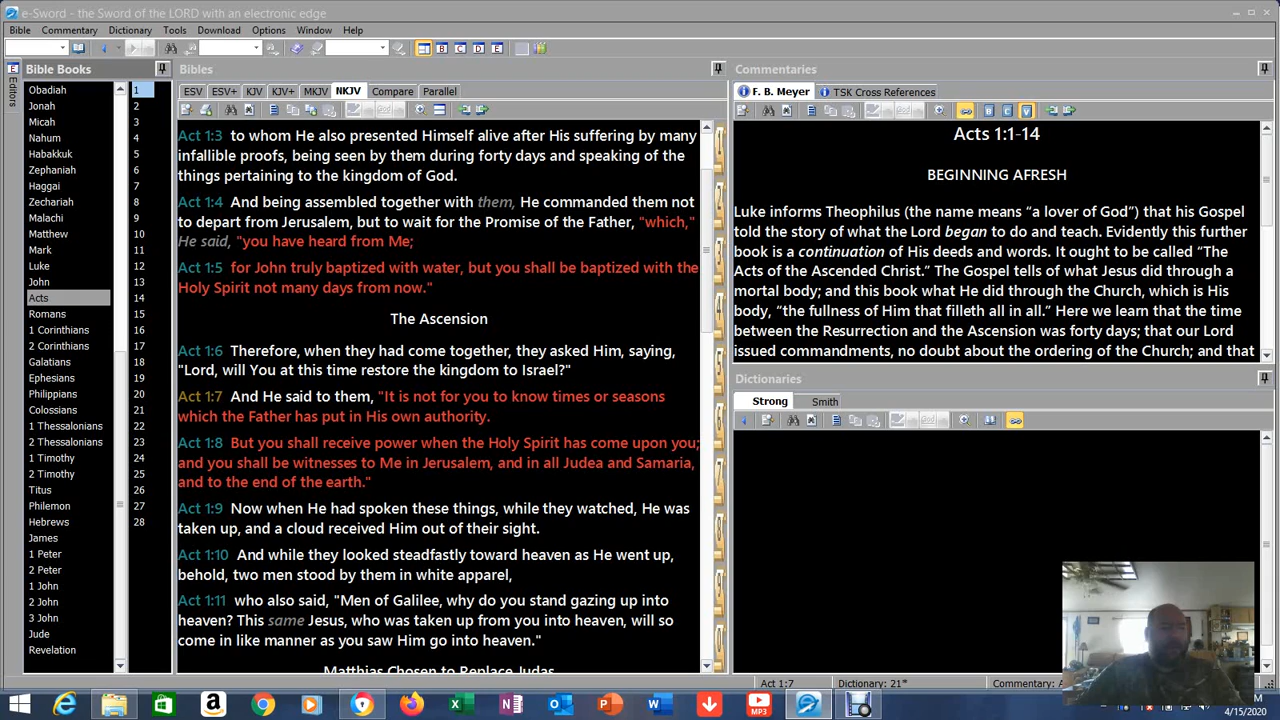 e-Sword - the Sword of the LORD with an electronic edge
Bible Commentary Dictionary Tools Download Options Window Help
B C D E
Editors
Bible Books
Obadiah
Jonah
Micah
Nahum
Habakkuk
Zephaniah
Haggai
Zechariah
Malachi
Matthew
Mark
Luke
John
Acts
Romans
1 Corinthians
2 Corinthians
Galatians
Ephesians
Philippians
Colossians
1 Thessalonians
2 Thessalonians
1 Timothy
2 Timothy
Titus
Philemon
Hebrews
James
1 Peter
2 Peter
1 John
2 John
3 John
Jude
Revelation
1
2
3
4
5
6
7
8
9
10
11
12
13
14
15
16
17
18
19
20
21
22
23
24
25
26
27
28
Bibles
ESV ESV+ KJV KJV+ MKJV NKJV Compare Parallel
God
Act 1:3 to whom He also presented Himself alive after His suffering by many
infallible proofs, being seen by them during forty days and speaking of the
things pertaining to the kingdom of God.
Act 1:4 And being assembled together with them, He commanded them not
to depart from Jerusalem, but to wait for the Promise of the Father, "which,"
He said, "you have heard from Me;
Act 1:5 for John truly baptized with water, but you shall be baptized with the
Holy Spirit not many days from now."
The Ascension
Act 1:6 Therefore, when they had come together, they asked Him, saying,
"Lord, will You at this time restore the kingdom to Israel?"
Act 1:7 And He said to them, "It is not for you to know times or seasons
which the Father has put in His own authority.
Act 1:8 But you shall receive power when the Holy Spirit has come upon you;
and you shall be witnesses to Me in Jerusalem, and in all Judea and Samaria,
and to the end of the earth."
Act 1:9 Now when He had spoken these things, while they watched, He was
taken up, and a cloud received Him out of their sight.
Act 1:10 And while they looked steadfastly toward heaven as He went up,
behold, two men stood by them in white apparel,
Act 1:11 who also said, "Men of Galilee, why do you stand gazing up into
heaven? This same Jesus, who was taken up from you into heaven, will so
come in like manner as you saw Him go into heaven."
Matthias Chosen to Replace Judas
Commentaries
F. B. Meyer TSK Cross References
God B C V
Acts 1:1-14
BEGINNING AFRESH
Luke informs Theophilus (the name means “a lover of God”) that his Gospel
told the story of what the Lord began to do and teach. Evidently this further
book is a continuation of His deeds and words. It ought to be called “The
Acts of the Ascended Christ.” The Gospel tells of what Jesus did through a
mortal body; and this book what He did through the Church, which is His
body, “the fullness of Him that filleth all in all.” Here we learn that the time
between the Resurrection and the Ascension was forty days; that our Lord
issued commandments, no doubt about the ordering of the Church; and that
Dictionaries
Strong Smith
God
Act 1:7 Dictionary: 21* Commentary: A
MP3
4/15/2020